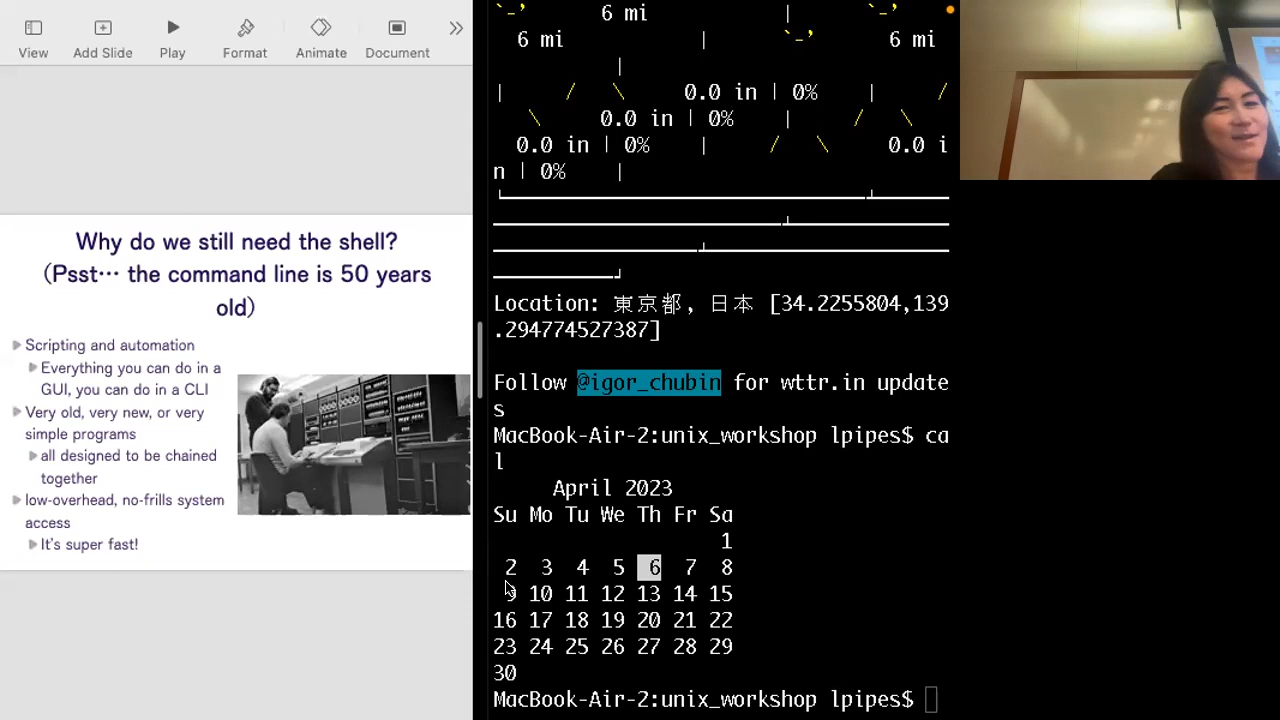 View
Add Slide
Play
Format
Animate
Document
Why do we still need the shell?
(Psst··· the command line is 50 years
old)
Scripting and automation
Everything you can do in a
GUI, you can do in a CLI
Very old, very new, or very
simple programs
all designed to be chained
together
low-overhead, no-frills system
access
It's super fast!
`-’ 6 mi | `-’
6 mi | `-’ 6 mi
|
| / \ 0.0 in | 0% | /
\ 0.0 in | 0% | / \
0.0 in | 0% | / \ 0.0 i
n | 0% |
Location: 東京都, 日本 [34.2255804,139
.294774527387]
Follow @igor_chubin for wttr.in update
s
MacBook-Air-2:unix_workshop lpipes$ ca
l
April 2023
Su Mo Tu We Th Fr Sa
1
2 3 4 5 6 7 8
9 10 11 12 13 14 15
16 17 18 19 20 21 22
23 24 25 26 27 28 29
30
MacBook-Air-2:unix_workshop lpipes$